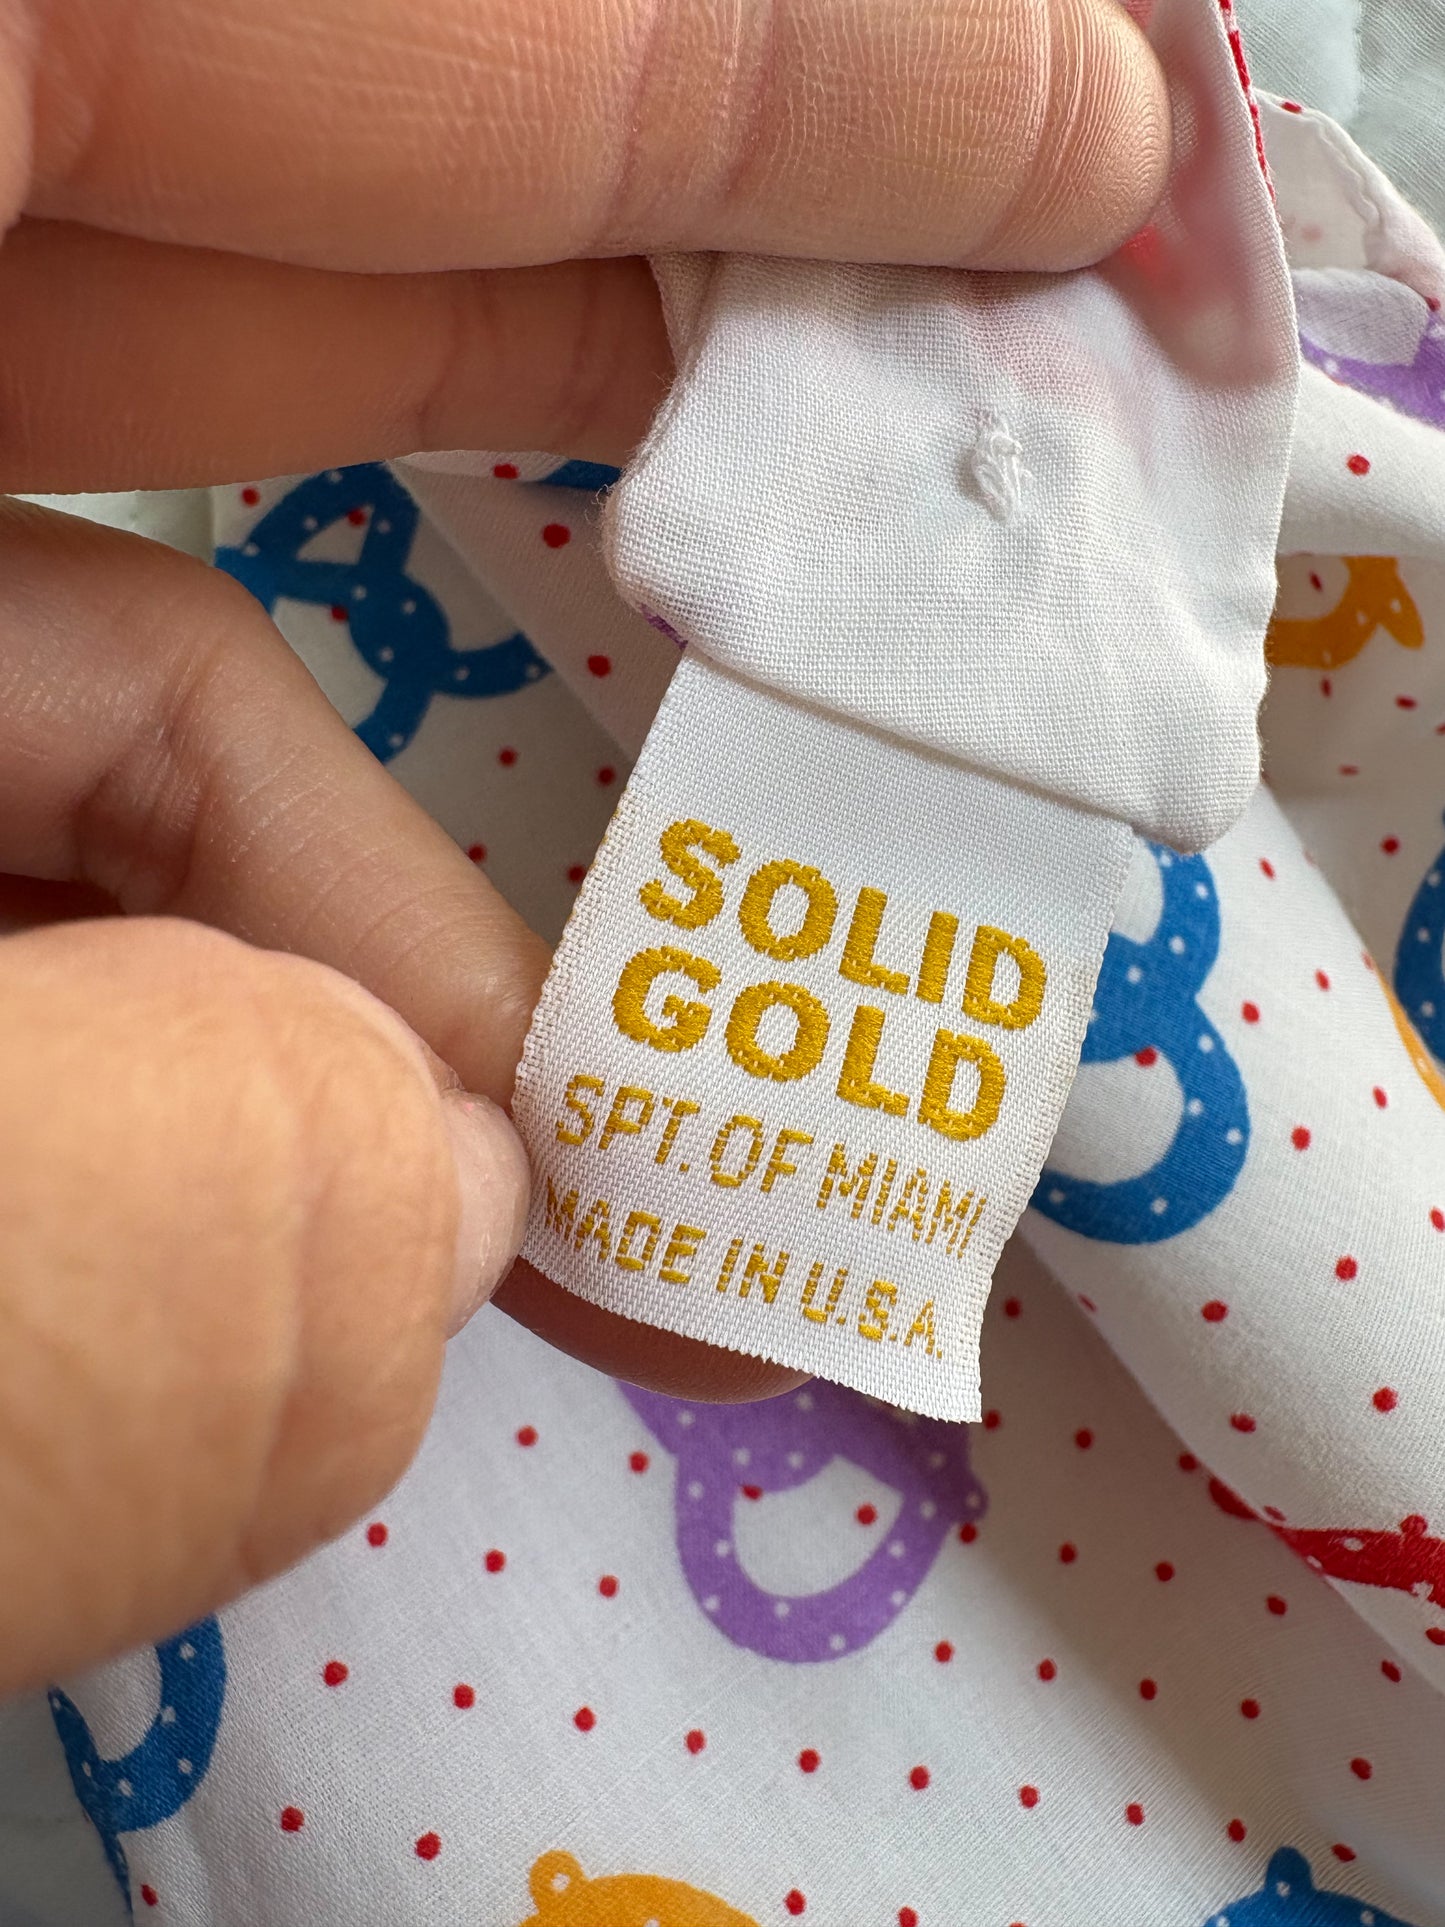 SOLID
GOLD
SPT. OF MIAMI
MADE IN U.S.A.